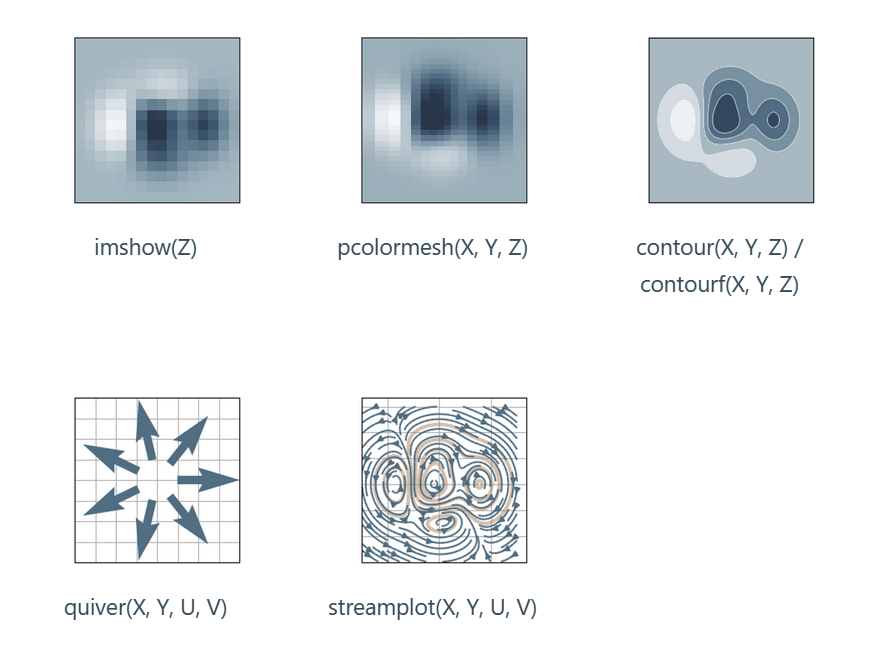 imshow(Z)
pcolormesh(X, Y, Z)
contour(X, Y, Z) /
contourf(X, Y, Z)
quiver(X, Y, U, V)
streamplot(X, Y, U, V)